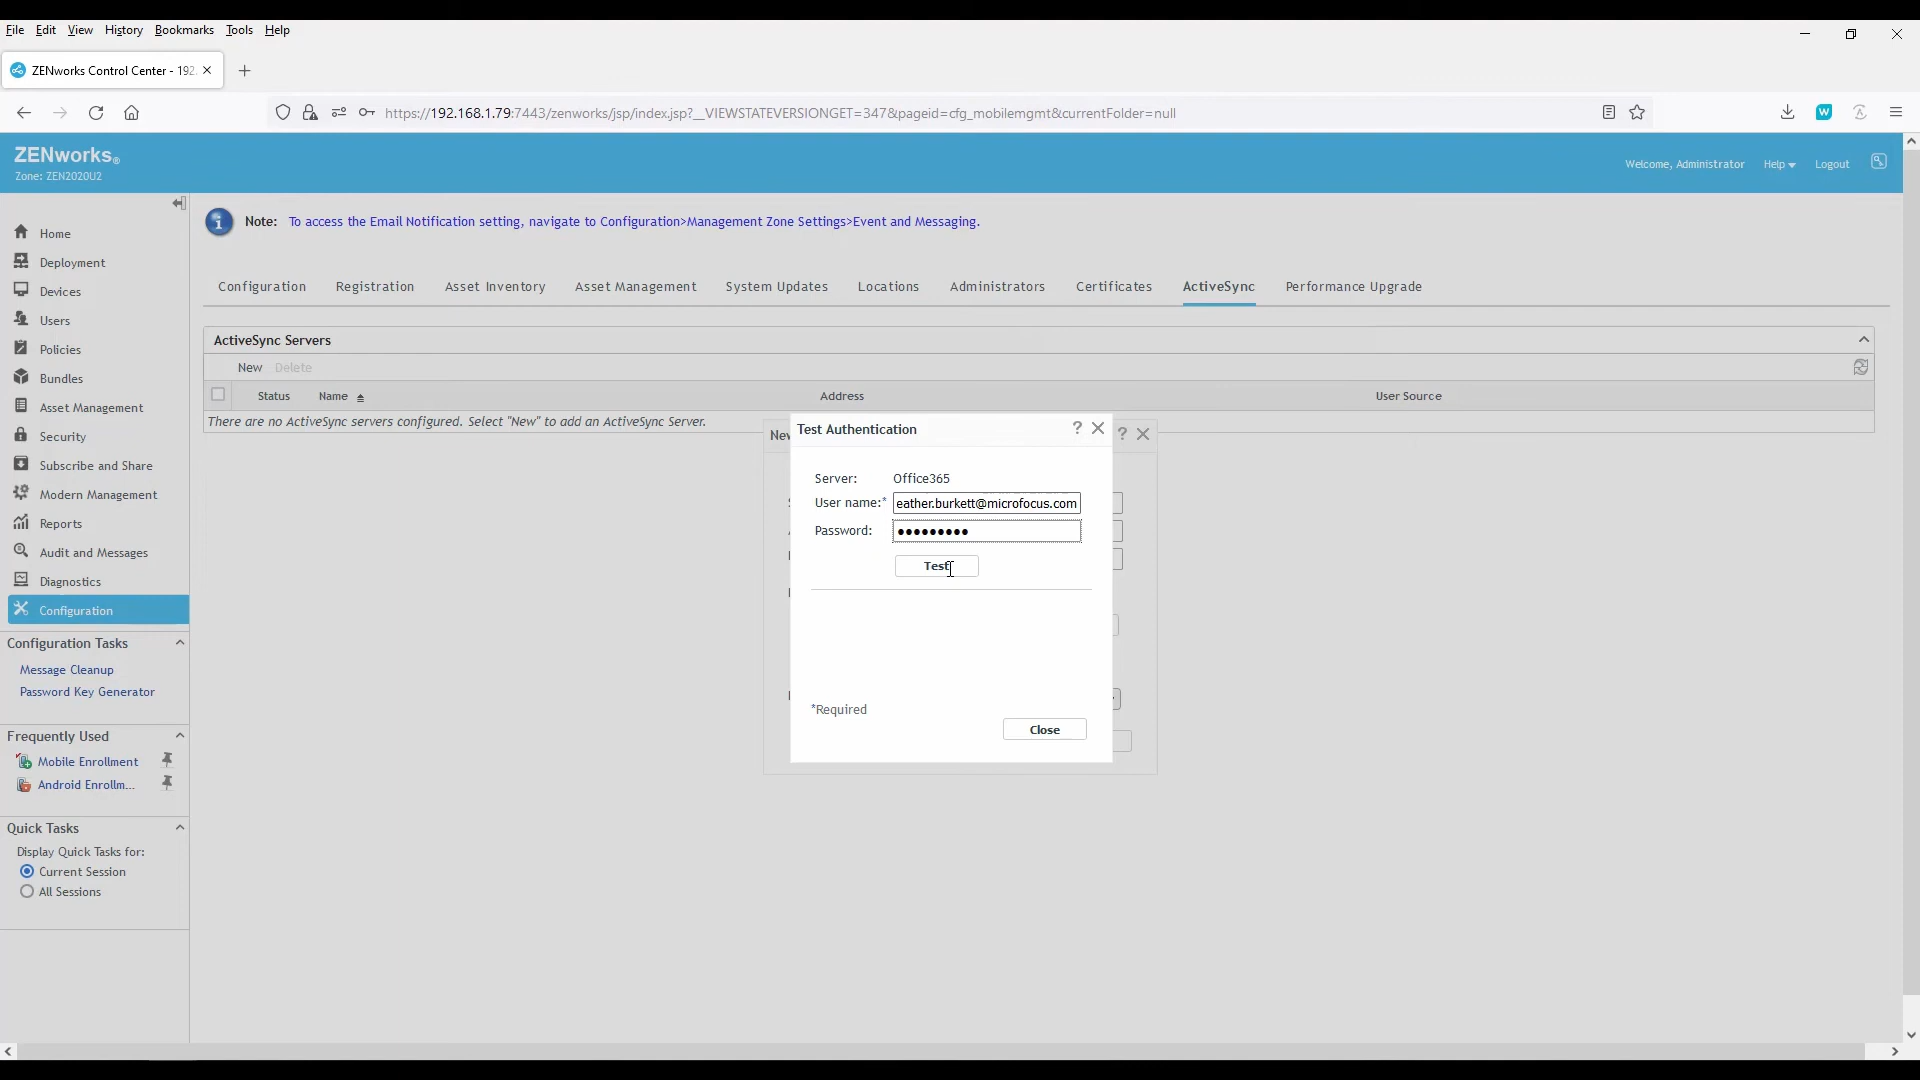 File Edit View History Bookmarks Tools Help
ZENworks Control Center - 192.
https://192.168.1.79:7443/zenworks/jsp/index.jsp?__VIEWSTATEVERSIONGET=347&pageid=cfg_mobilemgmt&currentFolder=null
ZENworks®
Zone: ZEN2020U2
Welcome, Administrator Help Logout
Note: To access the Email Notification setting, navigate to Configuration>Management Zone Settings>Event and Messaging.
Home
Deployment
Devices
Users
Policies
Bundles
Asset Management
Security
Subscribe and Share
Modern Management
Reports
Audit and Messages
Diagnostics
Configuration
Configuration Tasks
Message Cleanup
Password Key Generator
Frequently Used
Mobile Enrollment
Android Enrollm...
Quick Tasks
Display Quick Tasks for:
Current Session
All Sessions
Configuration Registration Asset Inventory Asset Management System Updates Locations Administrators Certificates ActiveSync Performance Upgrade
ActiveSync Servers
New Delete
Status Name Address User Source
There are no ActiveSync servers configured. Select "New" to add an ActiveSync Server.
Test Authentication ?
?
Server: Office365
User name:* eather.burkett@microfocus.com
Password: ●●●●●●●●●
Test
*Required
Close